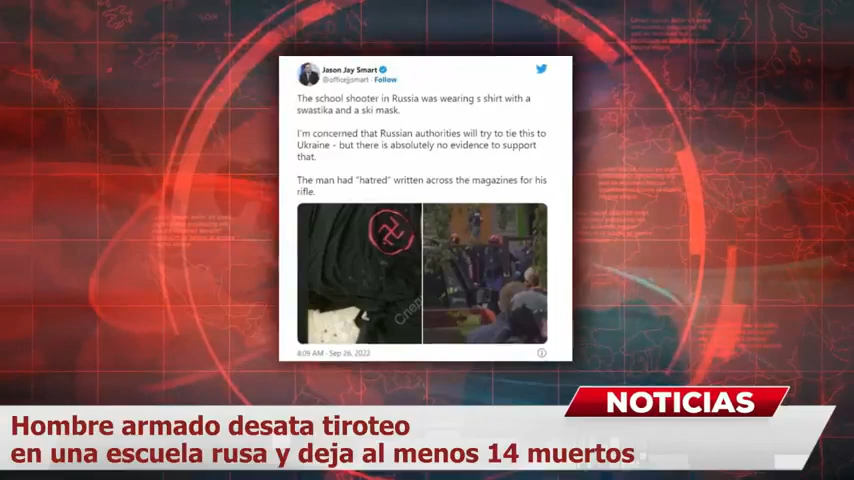 Jason Jay Smart
@officejjsmart · Follow
The school shooter in Russia was wearing s shirt with a
swastika and a ski mask.
I'm concerned that Russian authorities will try to tie this to
Ukraine - but there is absolutely no evidence to support
that.
The man had "hatred" written across the magazines for his
rifle.
8:09 AM · Sep 26, 2022
NOTICIAS
Hombre armado desata tiroteo
en una escuela rusa y deja al menos 14 muertos